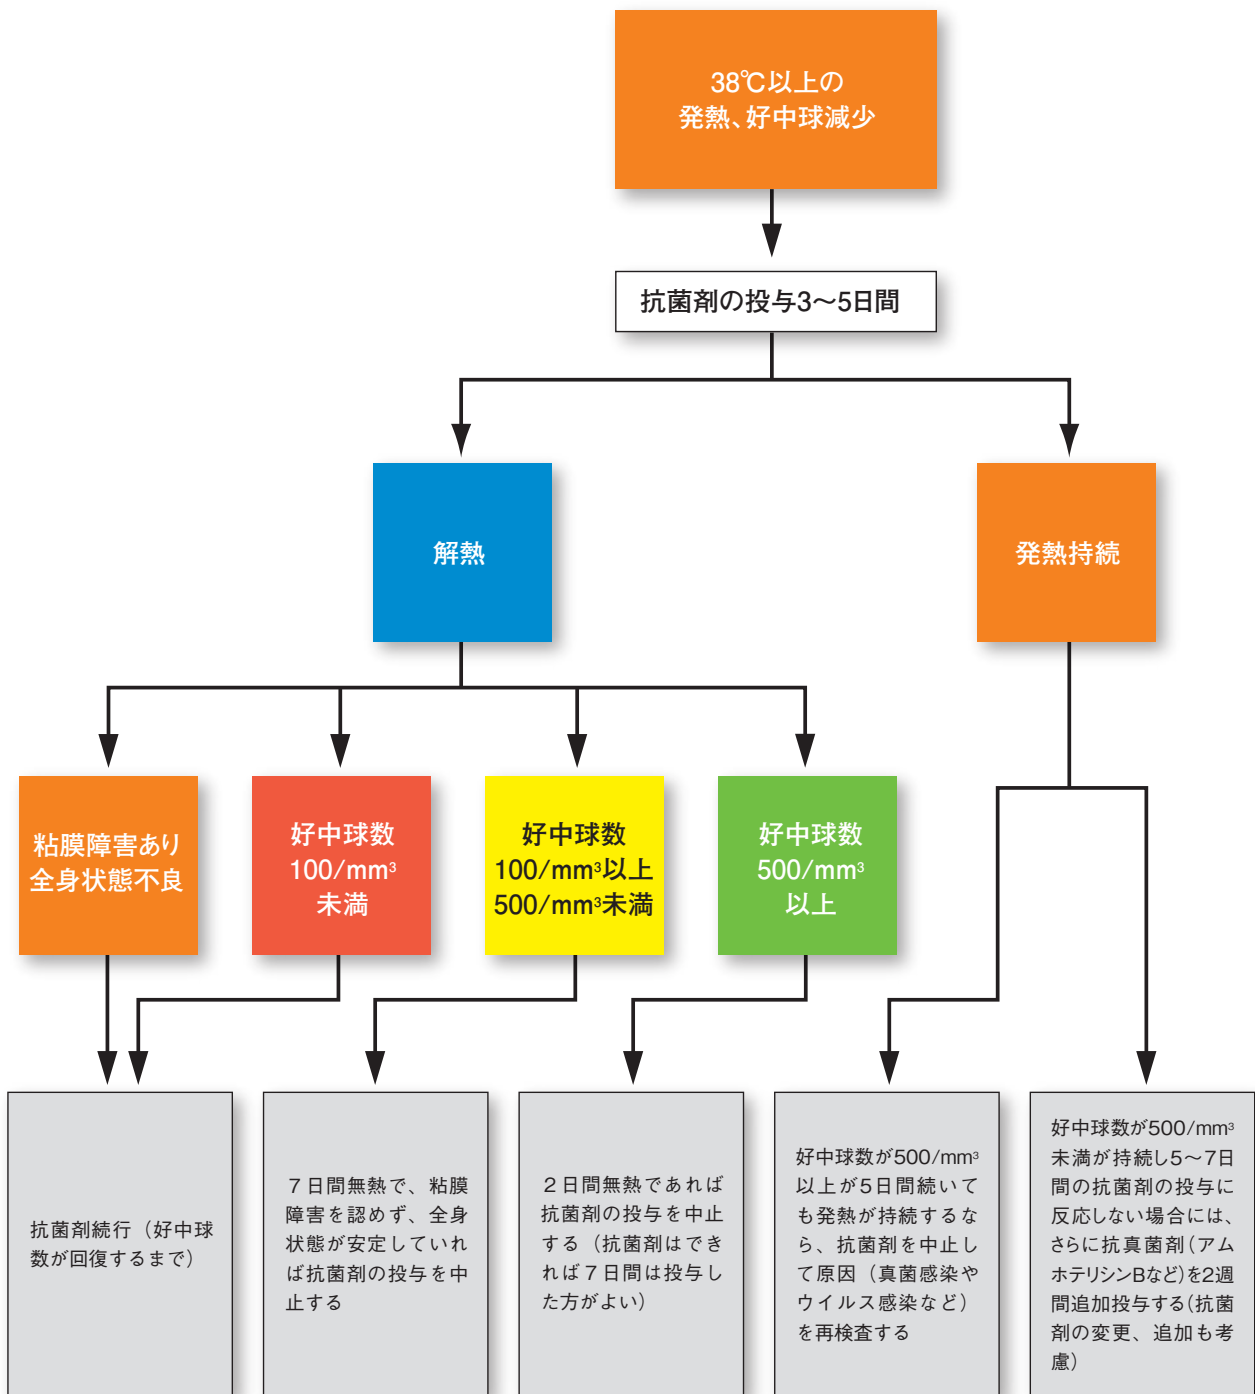 38℃以上の
発熱、好中球減少
抗菌剤の投与3〜5日間
解熱
発熱持続
粘膜障害あり
全身状態不良
好中球数
100/mm³
未満
好中球数
100/mm³以上
500/mm³未満
好中球数
500/mm³
以上
抗菌剤続行（好中球
数が回復するまで）
７日間無熱で、粘膜
障害を認めず、全身
状態が安定していれ
ば抗菌剤の投与を中
止する
２日間無熱であれば
抗菌剤の投与を中止
する（抗菌剤はでき
れば７日間は投与し
た方がよい）
好中球数が500/mm³
以上が5日間続いて
も発熱が持続するな
ら、抗菌剤を中止し
て原因（真菌感染や
ウイルス感染など）
を再検査する
好中球数が500/mm³
未満が持続し5〜7日
間の抗菌剤の投与に
反応しない場合には、
さらに抗真菌剤（アム
ホテリシンBなど）を2週
間追加投与する（抗菌
剤の変更、追加も考
慮）